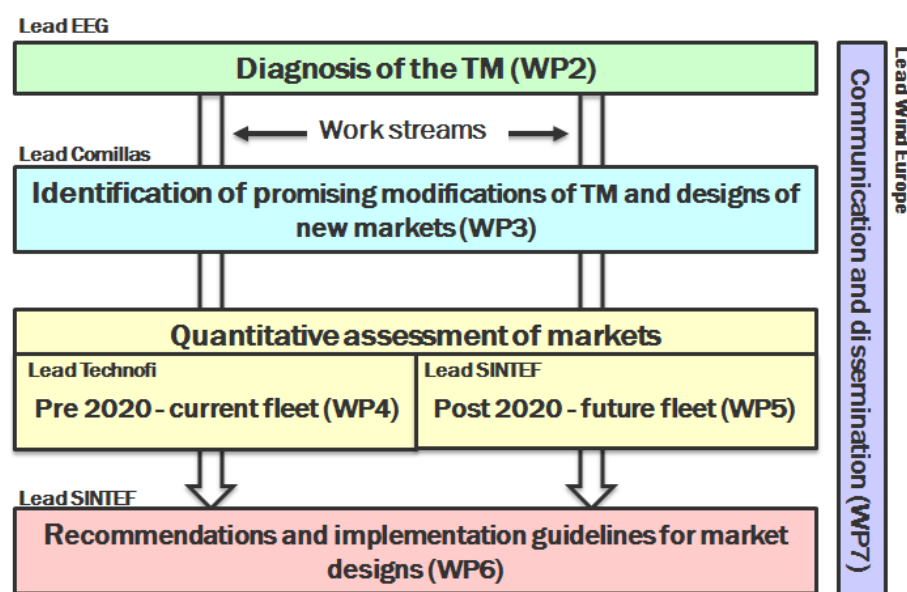 Lead EEG
Diagnosis of the TM (WP2)
Work streams
Lead Comillas
Identification of promising modifications of TM and designs of
new markets (WP3)
Quantitative assessment of markets
Lead Technofi
Pre 2020 - current fleet (WP4)
Lead SINTEF
Post 2020 - future fleet (WP5)
Lead SINTEF
Recommendations and implementation guidelines for market
designs (WP6)
Communication and dissemination (WP7)
Lead Wind Europe